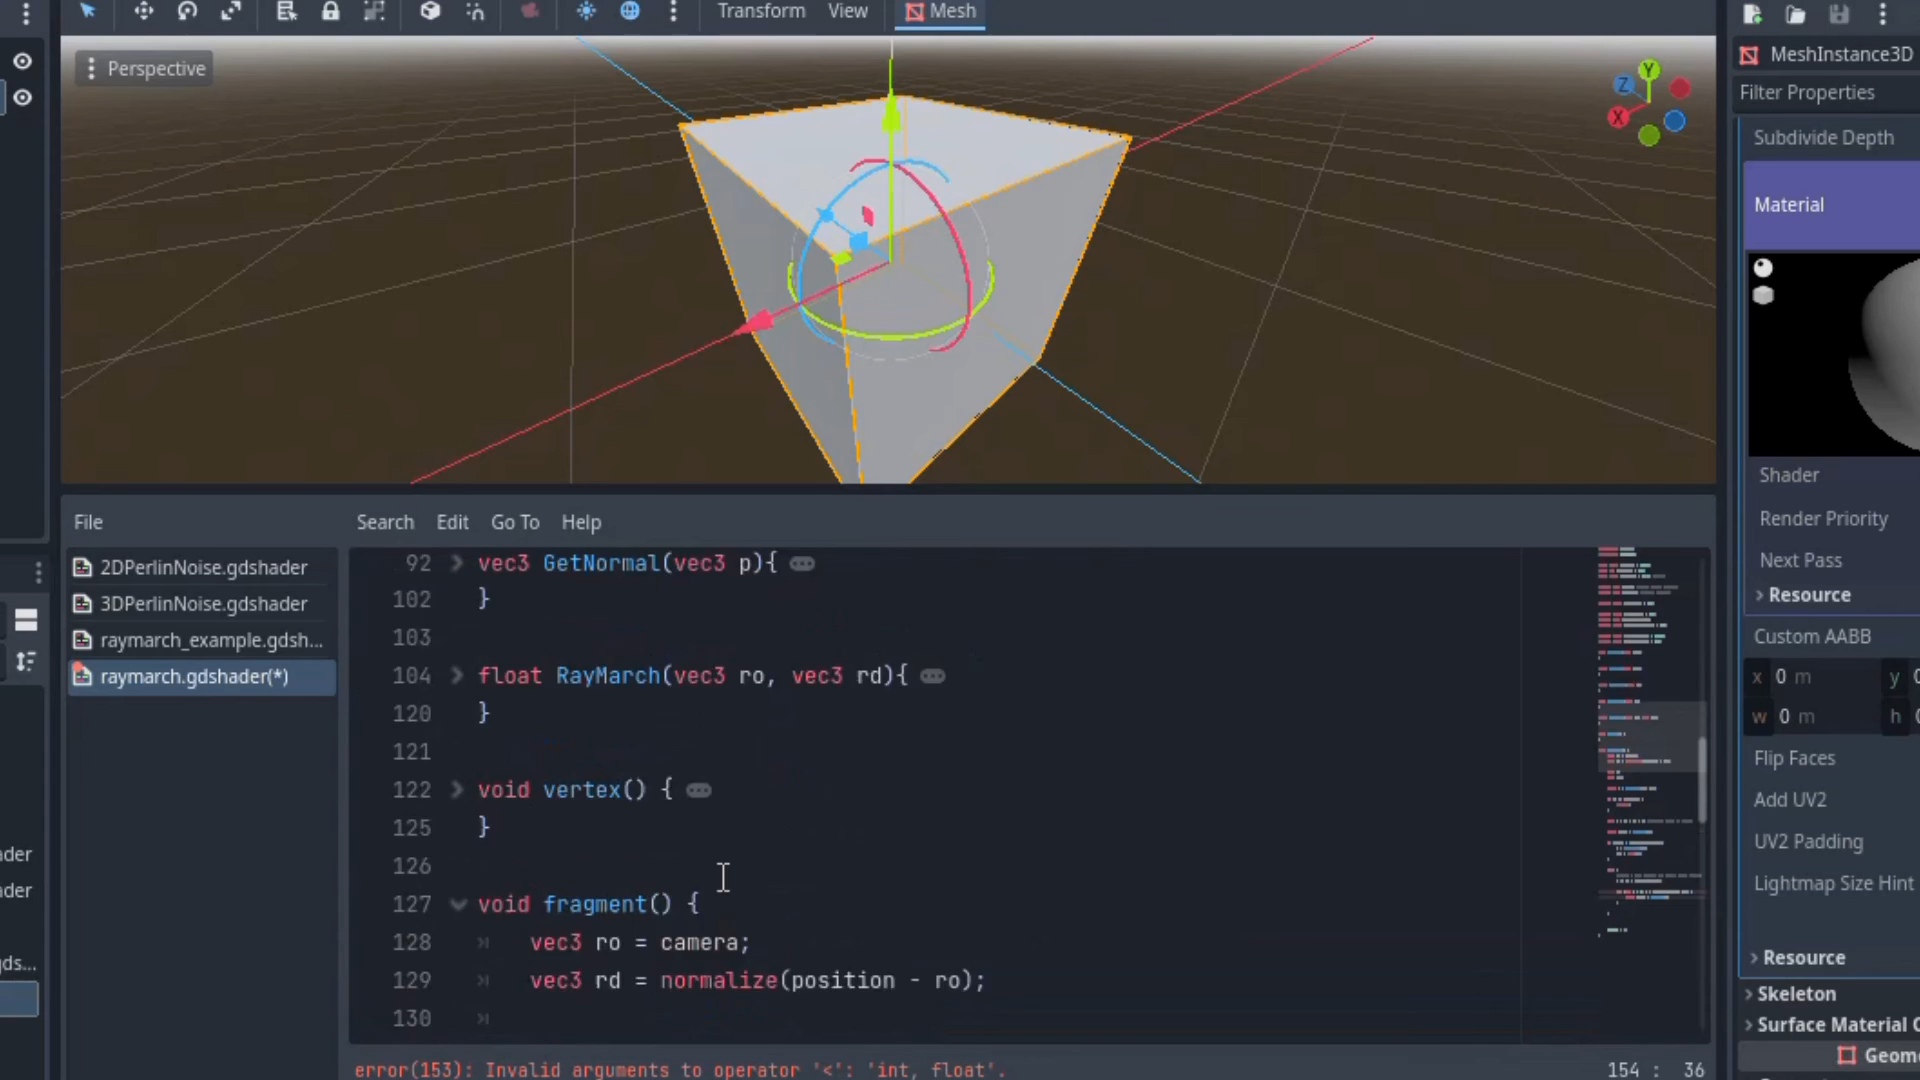 Transform View Mesh
Perspective
Y
Z
X
MeshInstance3D
Filter Properties
Subdivide Depth
Material
Shader
Render Priority
Next Pass
Resource
Custom AABB
x 0 m y
w 0 m h
Flip Faces
Add UV2
UV2 Padding
Lightmap Size Hint
Resource
Skeleton
Surface Material
Geom
File Search Edit Go To Help
2DPerlinNoise.gdshader
3DPerlinNoise.gdshader
raymarch_example.gdsh...
raymarch.gdshader(*)
ader
ader
gds...
92 vec3 GetNormal(vec3 p){
102 }
103
104 float RayMarch(vec3 ro, vec3 rd){
120 }
121
122 void vertex() {
125 }
126
127 void fragment() {
128 vec3 ro = camera;
129 vec3 rd = normalize(position - ro);
130
error(153): Invalid arguments to operator '<': 'int, float'.
154 : 36